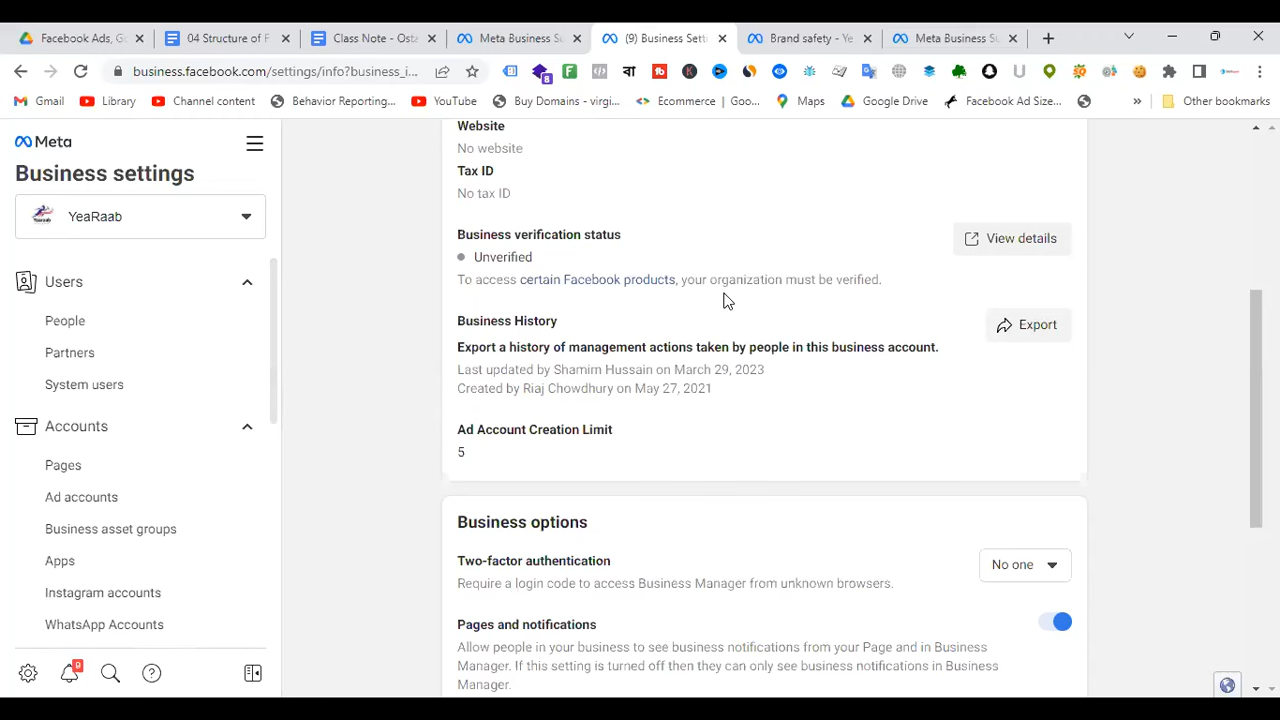 Facebook Ads, G
04 Structure of F
Class Note - Osta
Meta Business Su
(9) Business Sett
Brand safety - Ye
Meta Business Su
business.facebook.com/settings/info?business_i...
Gmail
Library
Channel content
Behavior Reporting...
YouTube
Buy Domains - virgi...
Ecommerce | Goo...
Maps
Google Drive
Facebook Ad Size...
Other bookmarks
Meta
Business settings
YeaRaab
Users
People
Partners
System users
Accounts
Pages
Ad accounts
Business asset groups
Apps
Instagram accounts
WhatsApp Accounts
9
Website
No website
Tax ID
No tax ID
Business verification status
View details
Unverified
To access certain Facebook products, your organization must be verified.
Business History
Export
Export a history of management actions taken by people in this business account.
Last updated by Shamim Hussain on March 29, 2023
Created by Riaj Chowdhury on May 27, 2021
Ad Account Creation Limit
5
Business options
Two-factor authentication
No one
Require a login code to access Business Manager from unknown browsers.
Pages and notifications
Allow people in your business to see business notifications from your Page and in Business
Manager. If this setting is turned off then they can only see business notifications in Business
Manager.